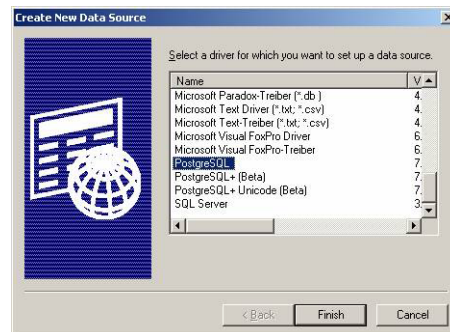 Create New Data Source
Select a driver for which you want to set up a data source.
Name V
Microsoft Paradox-Treiber (*.db ) 4.
Microsoft Text Driver (*.txt; *.csv) 4.
Microsoft Text-Treiber (*.txt; *.csv) 4.
Microsoft Visual FoxPro Driver 6.
Microsoft Visual FoxPro-Treiber 6.
PostgreSQL 7.
PostgreSQL+ (Beta) 7.
PostgreSQL+ Unicode (Beta) 7.
SQL Server 3.
< Back Finish Cancel